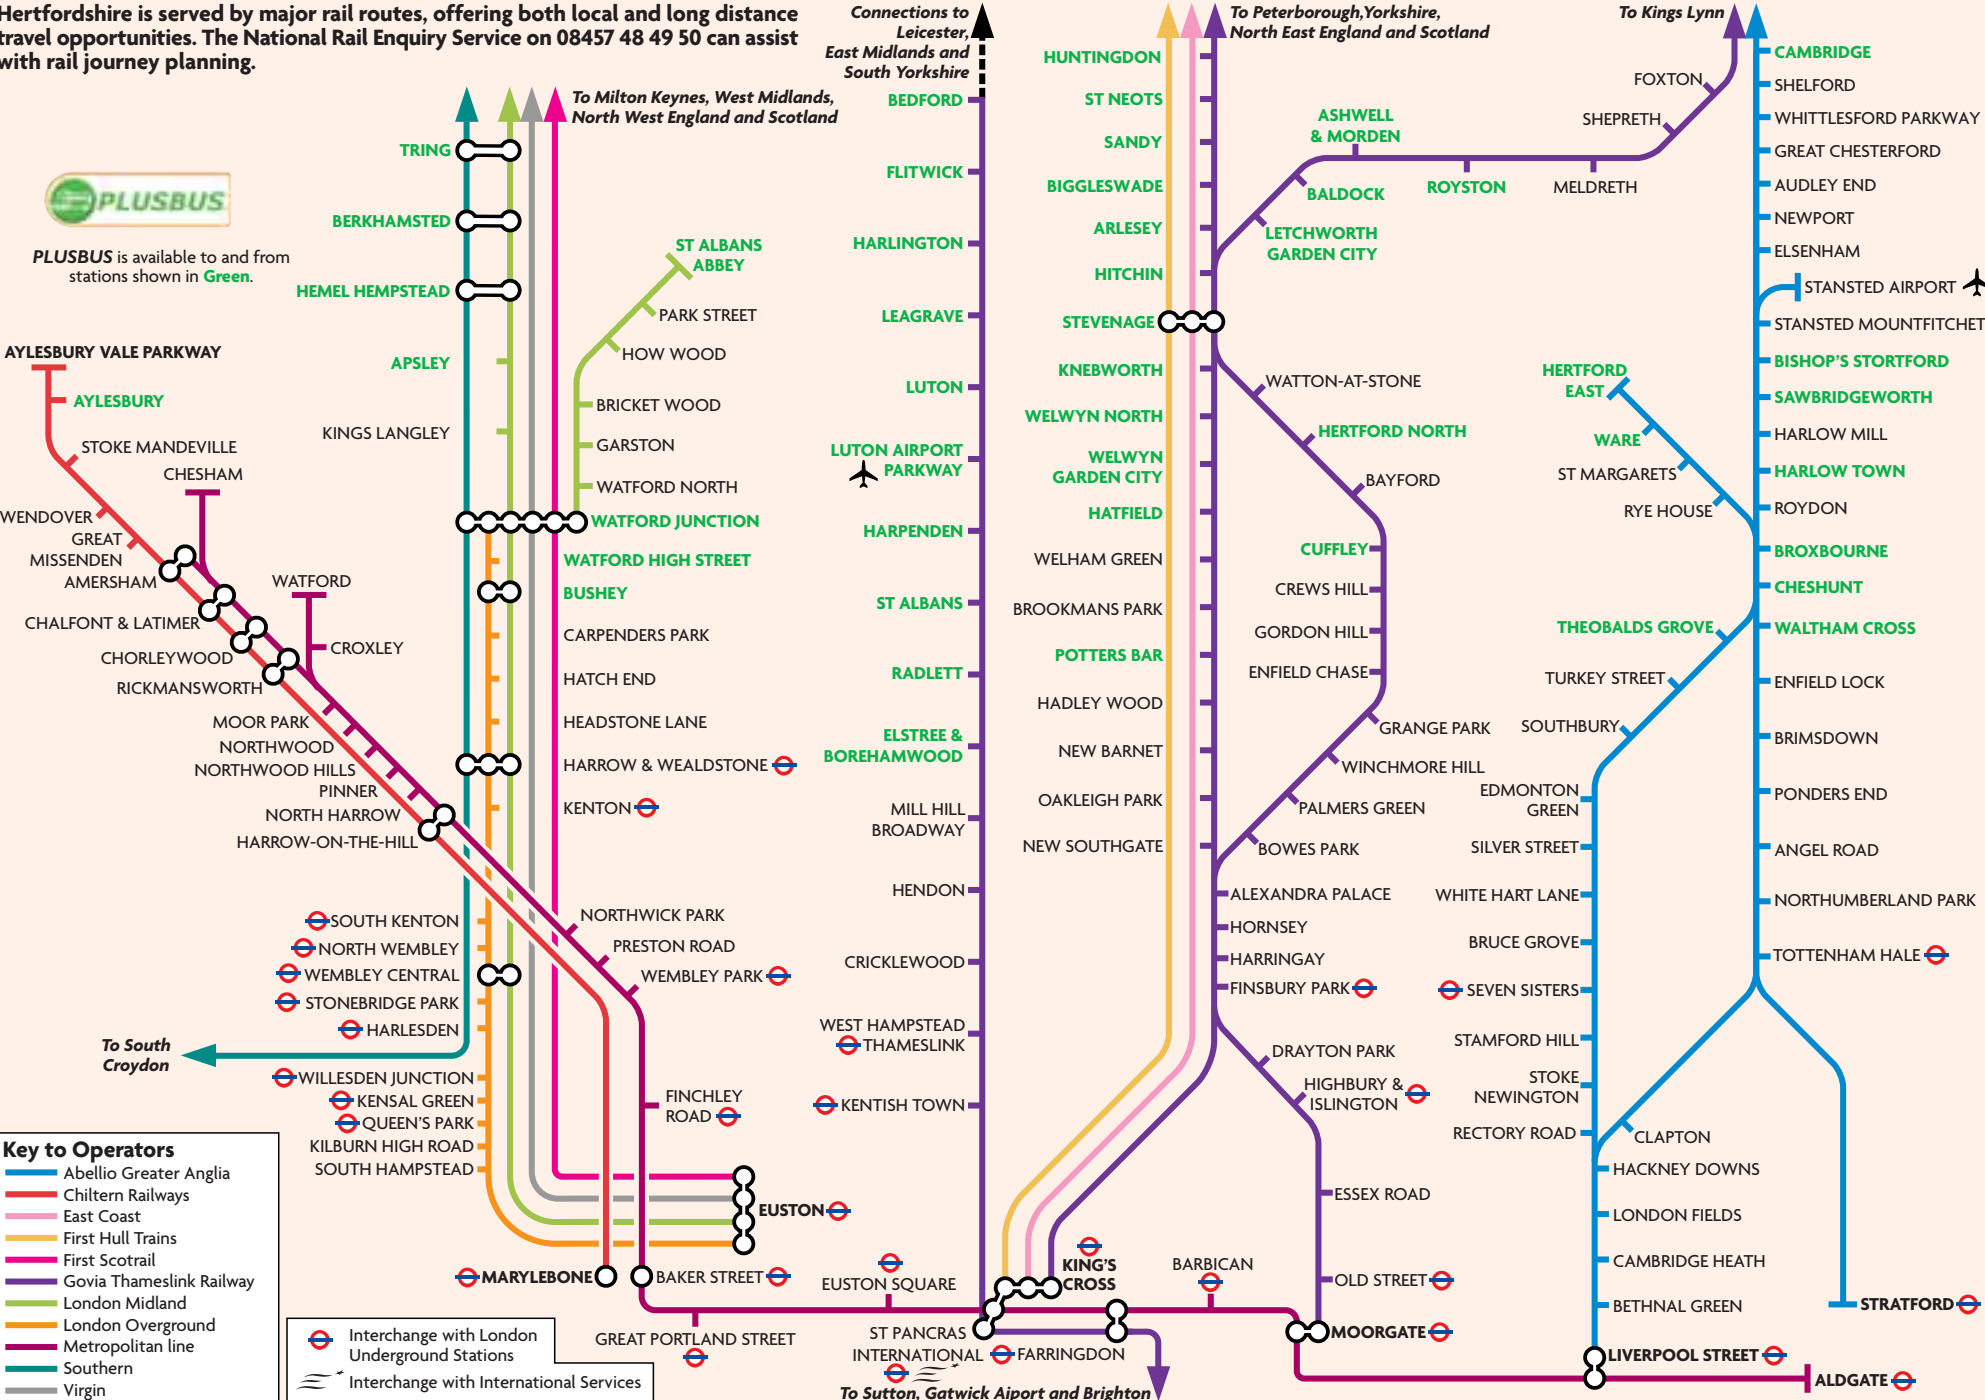 Hertfordshire is served by major rail routes, offering both local and long distance
travel opportunities. The National Rail Enquiry Service on 08457 48 49 50 can assist
with rail journey planning.
PLUSBUS
PLUSBUS is available to and from
stations shown in Green.
To Milton Keynes, West Midlands,
North West England and Scotland
TRING
BERKHAMSTED
HEMEL HEMPSTEAD
APSLEY
KINGS LANGLEY
ST ALBANS
ABBEY
PARK STREET
HOW WOOD
BRICKET WOOD
GARSTON
WATFORD NORTH
WATFORD JUNCTION
WATFORD HIGH STREET
BUSHEY
CARPENDERS PARK
HATCH END
HEADSTONE LANE
HARROW & WEALDSTONE
KENTON
AYLESBURY VALE PARKWAY
AYLESBURY
STOKE MANDEVILLE
CHESHAM
WENDOVER
GREAT
MISSENDEN
AMERSHAM
WATFORD
CHALFONT & LATIMER
CROXLEY
CHORLEYWOOD
RICKMANSWORTH
MOOR PARK
NORTHWOOD
NORTHWOOD HILLS
PINNER
NORTH HARROW
HARROW-ON-THE-HILL
NORTHWICK PARK
PRESTON ROAD
WEMBLEY PARK
SOUTH KENTON
NORTH WEMBLEY
WEMBLEY CENTRAL
STONEBRIDGE PARK
HARLESDEN
To South
Croydon
WILLESDEN JUNCTION
KENSAL GREEN
QUEEN'S PARK
KILBURN HIGH ROAD
SOUTH HAMPSTEAD
FINCHLEY
ROAD
EUSTON
MARYLEBONE
BAKER STREET
GREAT PORTLAND STREET
EUSTON SQUARE
Connections to
Leicester,
East Midlands and
South Yorkshire
BEDFORD
FLITWICK
HARLINGTON
LEAGRAVE
LUTON
LUTON AIRPORT
PARKWAY
HARPENDEN
ST ALBANS
RADLETT
ELSTREE &
BOREHAMWOOD
MILL HILL
BROADWAY
HENDON
CRICKLEWOOD
WEST HAMPSTEAD
THAMESLINK
KENTISH TOWN
ST PANCRAS
INTERNATIONAL
FARRINGDON
To Sutton, Gatwick Aiport and Brighton
KING'S
CROSS
BARBICAN
MOORGATE
To Peterborough,Yorkshire,
North East England and Scotland
HUNTINGDON
ST NEOTS
SANDY
BIGGLESWADE
ARLESEY
HITCHIN
STEVENAGE
KNEBWORTH
WELWYN NORTH
WELWYN
GARDEN CITY
HATFIELD
WELHAM GREEN
BROOKMANS PARK
POTTERS BAR
HADLEY WOOD
NEW BARNET
OAKLEIGH PARK
NEW SOUTHGATE
ALEXANDRA PALACE
HORNSEY
HARRINGAY
FINSBURY PARK
DRAYTON PARK
HIGHBURY &
ISLINGTON
ESSEX ROAD
OLD STREET
To Kings Lynn
FOXTON
SHEPRETH
MELDRETH
ROYSTON
ASHWELL
& MORDEN
BALDOCK
LETCHWORTH
GARDEN CITY
WATTON-AT-STONE
HERTFORD NORTH
BAYFORD
CUFFLEY
CREWS HILL
GORDON HILL
ENFIELD CHASE
GRANGE PARK
WINCHMORE HILL
PALMERS GREEN
BOWES PARK
CAMBRIDGE
SHELFORD
WHITTLESFORD PARKWAY
GREAT CHESTERFORD
AUDLEY END
NEWPORT
ELSENHAM
STANSTED AIRPORT
STANSTED MOUNTFITCHET
BISHOP'S STORTFORD
SAWBRIDGEWORTH
HARLOW MILL
HARLOW TOWN
ROYDON
BROXBOURNE
CHESHUNT
WALTHAM CROSS
ENFIELD LOCK
BRIMSDOWN
PONDERS END
ANGEL ROAD
NORTHUMBERLAND PARK
TOTTENHAM HALE
HERTFORD
EAST
WARE
ST MARGARETS
RYE HOUSE
THEOBALDS GROVE
TURKEY STREET
SOUTHBURY
EDMONTON
GREEN
SILVER STREET
WHITE HART LANE
BRUCE GROVE
SEVEN SISTERS
STAMFORD HILL
STOKE
NEWINGTON
RECTORY ROAD
CLAPTON
HACKNEY DOWNS
LONDON FIELDS
CAMBRIDGE HEATH
BETHNAL GREEN
STRATFORD
LIVERPOOL STREET
ALDGATE
Key to Operators
Abellio Greater Anglia
Chiltern Railways
East Coast
First Hull Trains
First Scotrail
Govia Thameslink Railway
London Midland
London Overground
Metropolitan line
Southern
Virgin
Interchange with London
Underground Stations
Interchange with International Services